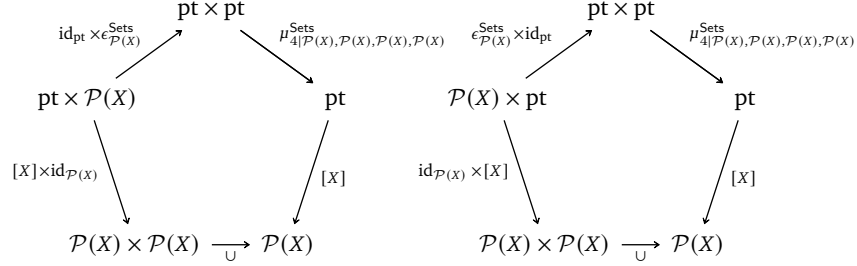 pt × pt pt × pt
id_pt × ϵ^Sets_𝒫(X) μ^Sets_4|𝒫(X),𝒫(X),𝒫(X),𝒫(X) ϵ^Sets_𝒫(X) × id_pt μ^Sets_4|𝒫(X),𝒫(X),𝒫(X),𝒫(X)
pt × 𝒫(X) pt 𝒫(X) × pt pt
[X]×id_𝒫(X) [X] id_𝒫(X) ×[X] [X]
𝒫(X) × 𝒫(X) 𝒫(X) 𝒫(X) × 𝒫(X) 𝒫(X)
∪ ∪